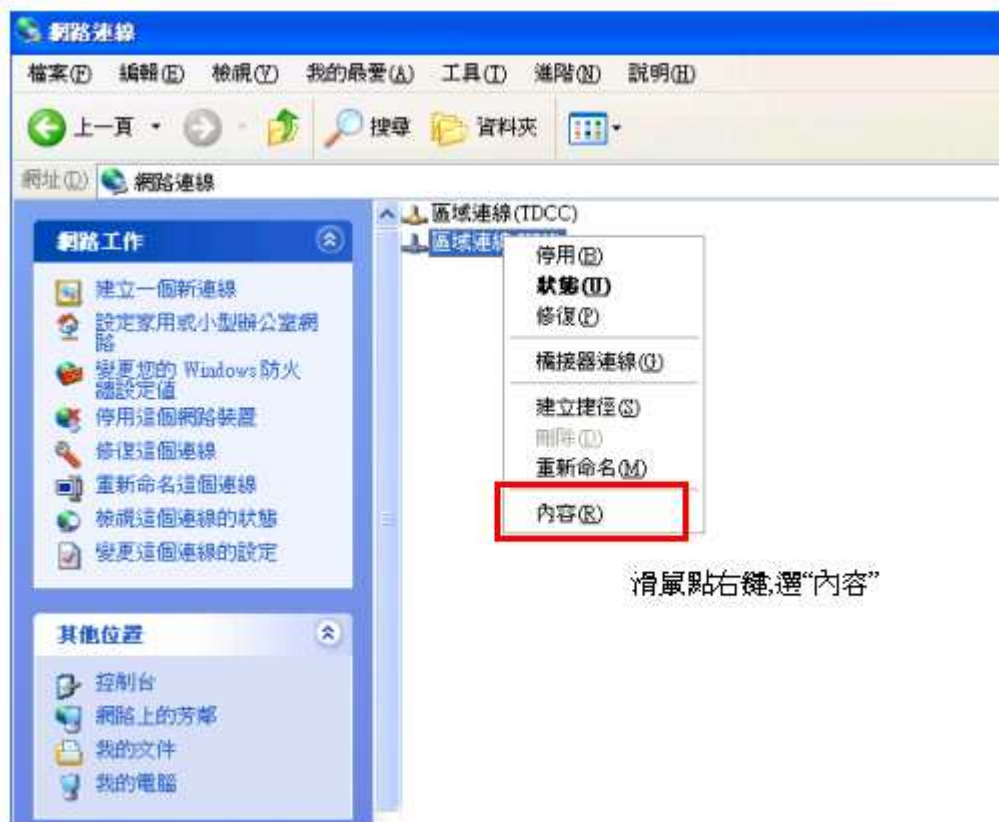 網路連線
檔案(F) 編輯(E) 檢視(V) 我的最愛(A) 工具(T) 進階(N) 說明(H)
上一頁 搜尋 資料夾
網址(D) 網路連線
網路工作
建立一個新連線
設定家用或小型辦公室網
路
變更您的 Windows 防火
牆設定值
停用這個網路裝置
修復這個連線
重新命名這個連線
檢視這個連線的狀態
變更這個連線的設定
其他位置
控制台
網路上的芳鄰
我的文件
我的電腦
區域連線(TDCC)
區域連線
停用(B)
狀態(U)
修復(P)
橋接器連線(G)
建立捷徑(S)
刪除(D)
重新命名(M)
內容(R)
滑鼠點右鍵,選“內容”